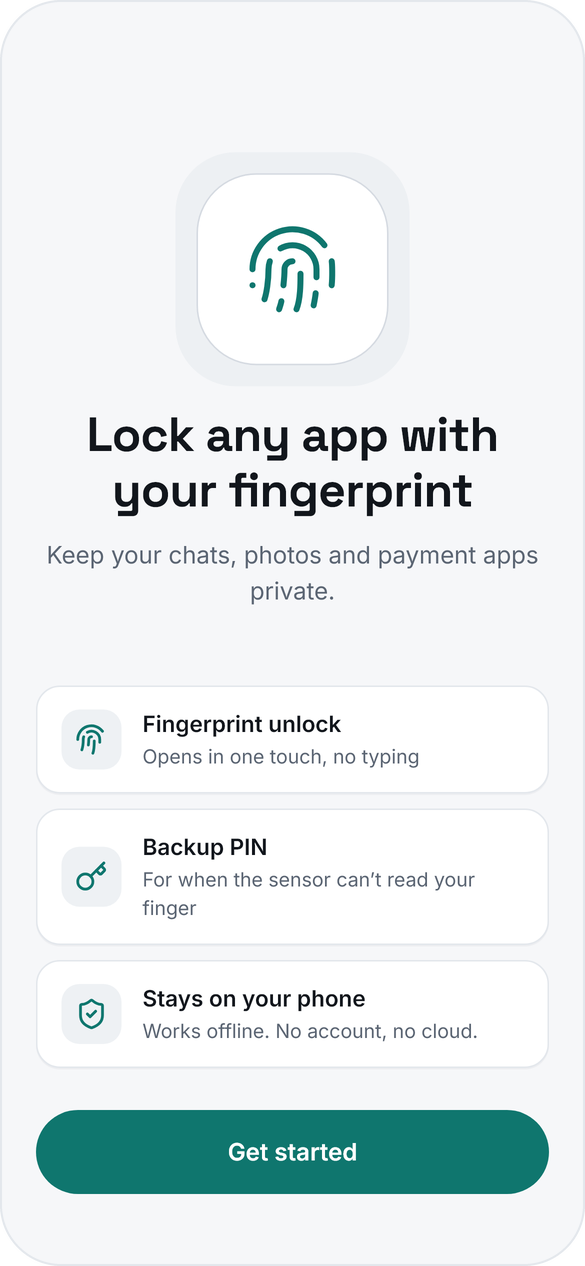 Lock any app with
your fingerprint
Keep your chats, photos and payment apps
private.
Fingerprint unlock
Opens in one touch, no typing
Backup PIN
For when the sensor can’t read your
finger
Stays on your phone
Works offline. No account, no cloud.
Get started